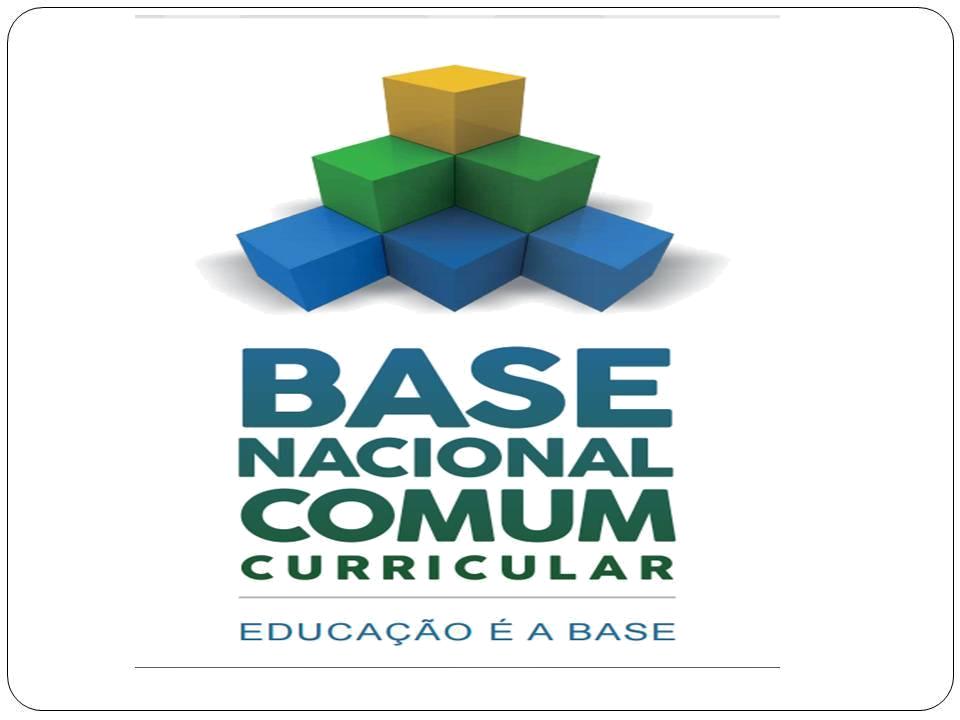 BASE
NACIONAL
COMUM
CURRICULAR
EDUCAÇÃO É A BASE